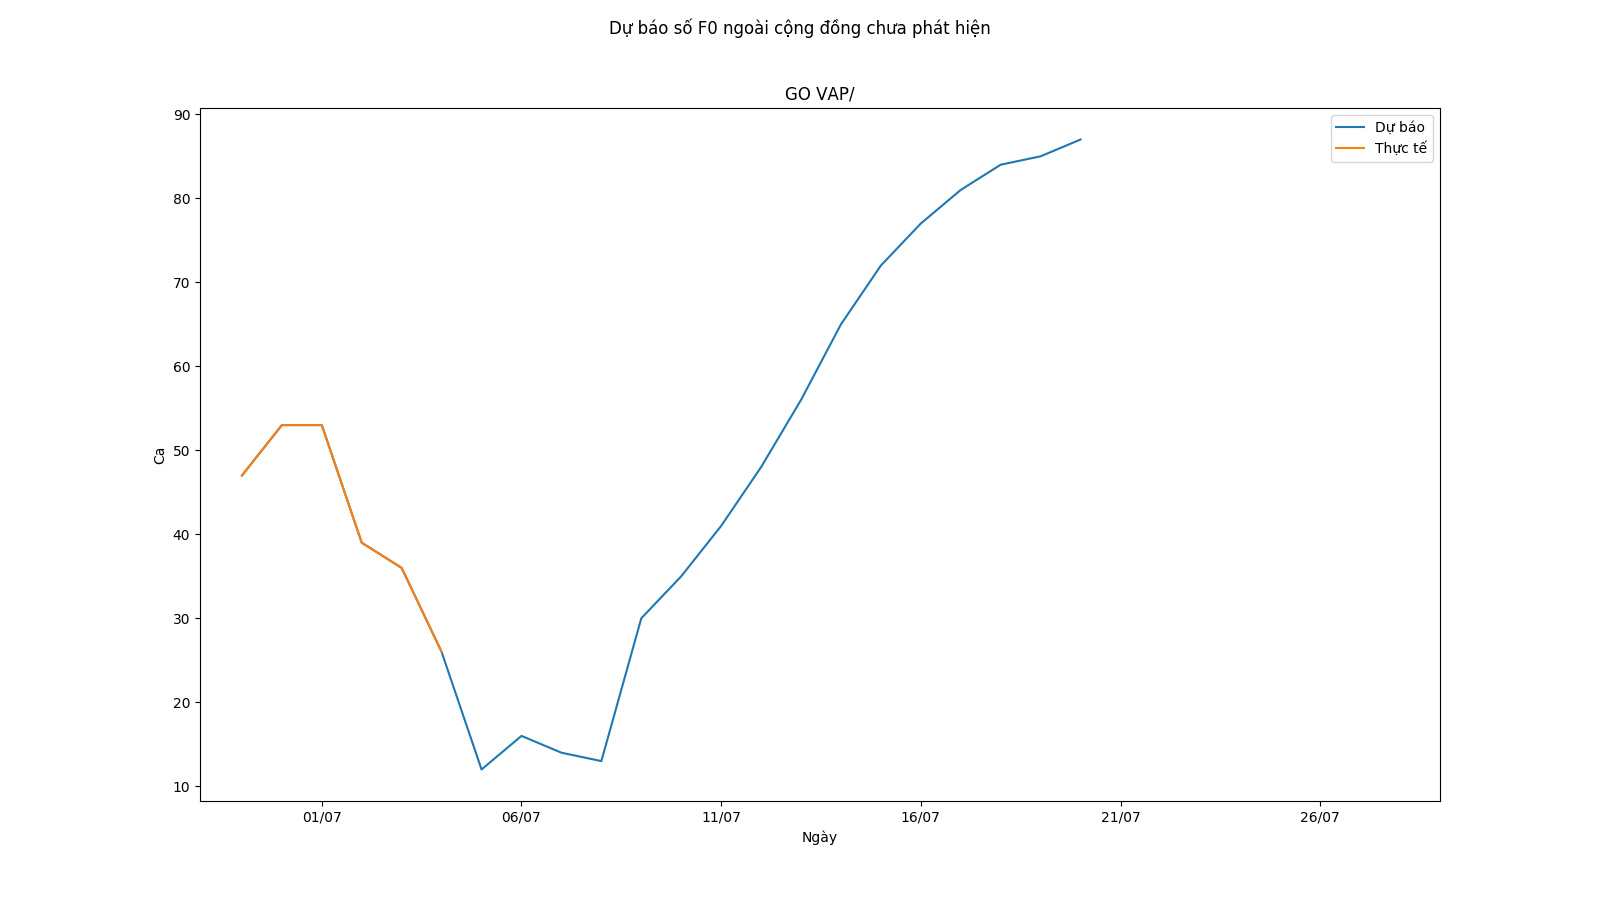 Dự báo số F0 ngoài cộng đồng chưa phát hiện
GO VAP/
Dự báo
Thực tế
90
80
70
60
50
40
30
20
10
Ca
01/07
06/07
11/07
16/07
21/07
26/07
Ngày